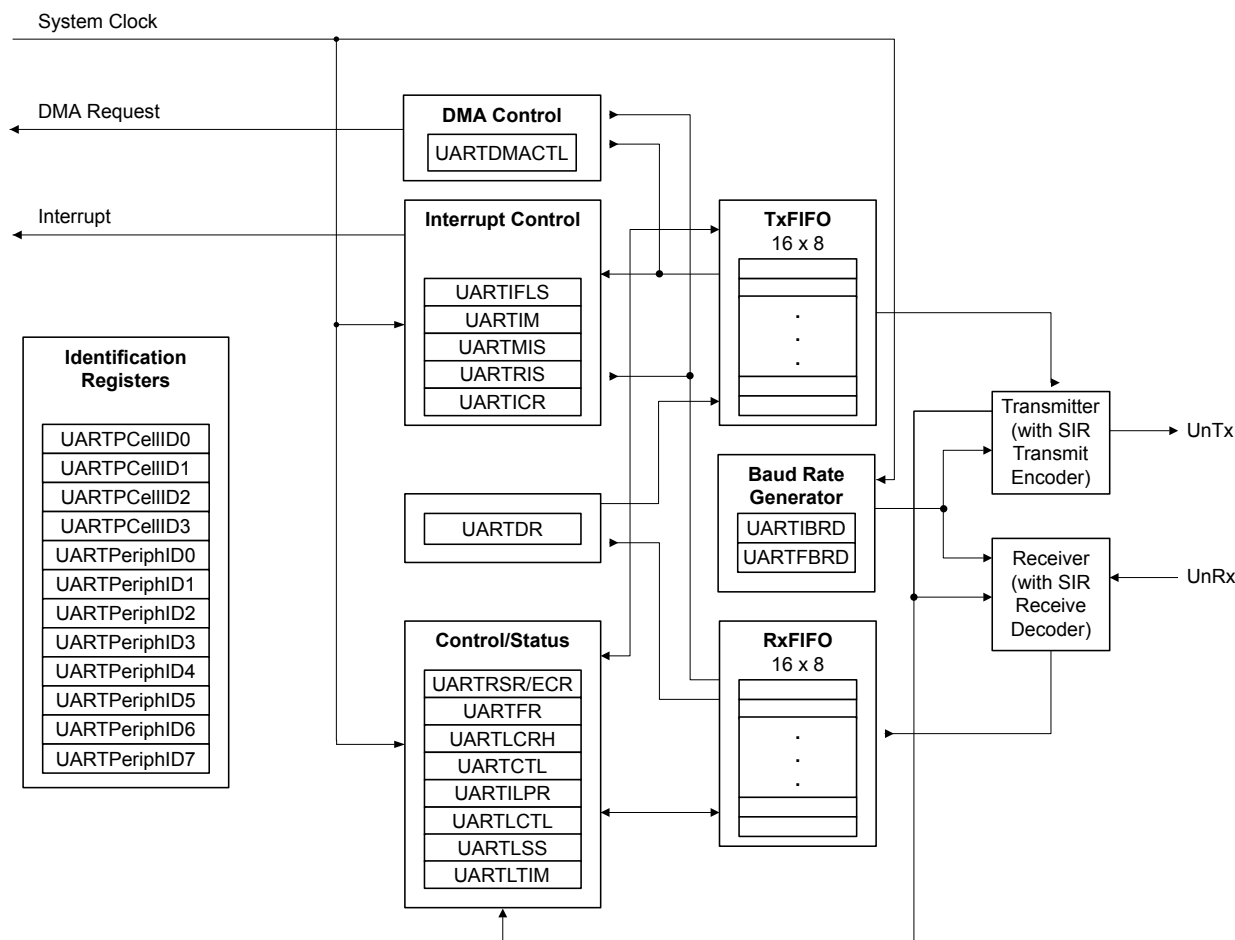 System Clock
DMA Request
DMA Control
UARTDMACTL
Interrupt
Interrupt Control
UARTIFLS
UARTIM
UARTMIS
UARTRIS
UARTICR
TxFIFO
16 x 8
.
.
.
Identification
Registers
UARTPCellID0
UARTPCellID1
UARTPCellID2
UARTPCellID3
UARTPeriphID0
UARTPeriphID1
UARTPeriphID2
UARTPeriphID3
UARTPeriphID4
UARTPeriphID5
UARTPeriphID6
UARTPeriphID7
UARTDR
Baud Rate
Generator
UARTIBRD
UARTFBRD
Transmitter
(with SIR
Transmit
Encoder)
UnTx
Receiver
(with SIR
Receive
Decoder)
UnRx
Control/Status
UARTRSR/ECR
UARTFR
UARTLCRH
UARTCTL
UARTILPR
UARTLCTL
UARTLSS
UARTLTIM
RxFIFO
16 x 8
.
.
.